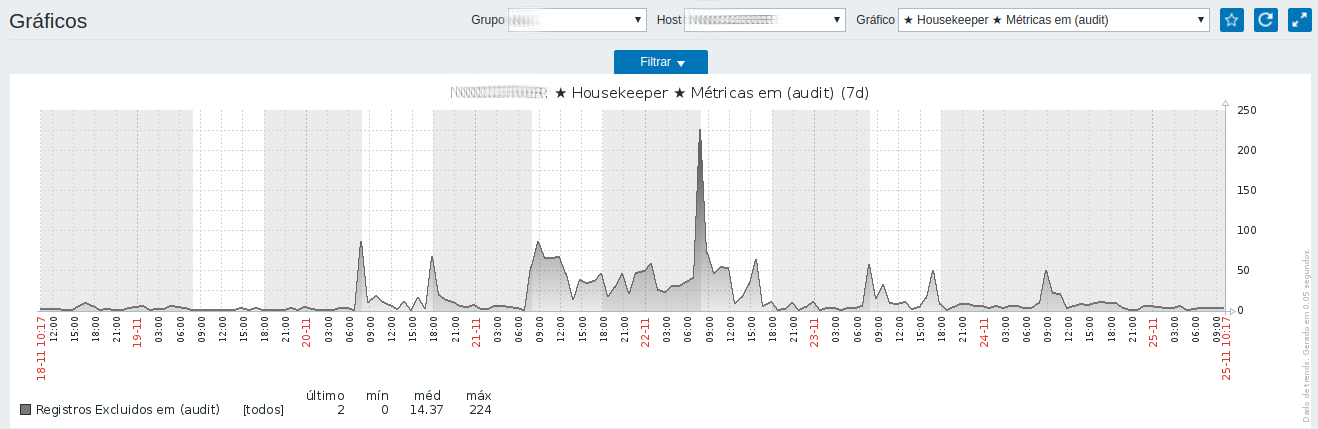 Gráficos
Grupo
Host
Gráfico ★ Housekeeper ★ Métricas em (audit)
Filtrar
★ Housekeeper ★ Métricas em (audit) (7d)
250
200
150
100
50
0
18-11 10:17 12:00 15:00 18:00 21:00 19-11 03:00 06:00 09:00 12:00 15:00 18:00 21:00 20-11 03:00 06:00 09:00 12:00 15:00 18:00 21:00 21-11 03:00 06:00 09:00 12:00 15:00 18:00 21:00 22-11 03:00 06:00 09:00 12:00 15:00 18:00 21:00 23-11 03:00 06:00 09:00 12:00 15:00 18:00 21:00 24-11 03:00 06:00 09:00 12:00 15:00 18:00 21:00 25-11 03:00 06:00 09:00 25-11 10:17
Dado de trends. Gerado em 0.05 segundos.
último mín méd máx
Registros Excluidos em (audit) [todos] 2 0 14.37 224